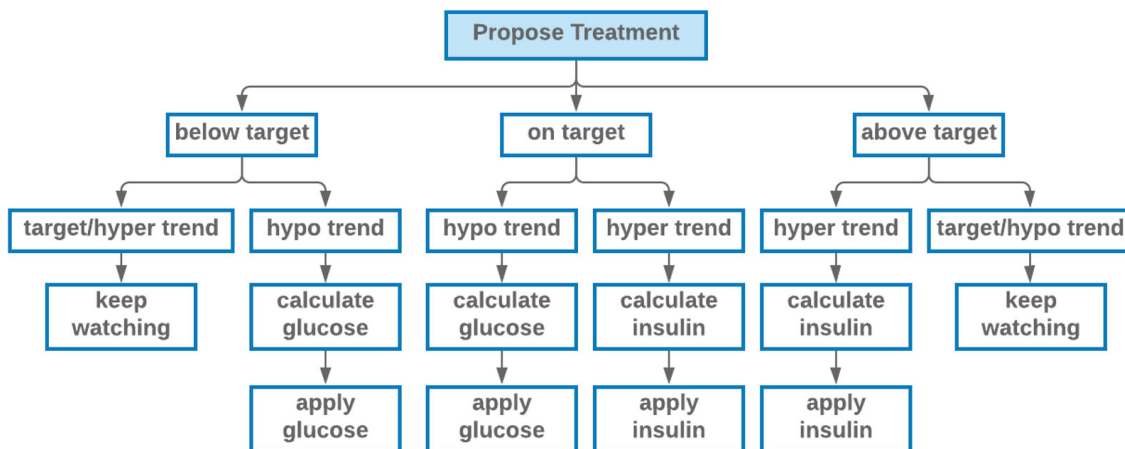 Propose Treatment
below target
on target
above target
target/hyper trend
hypo trend
hypo trend
hyper trend
hyper trend
target/hypo trend
keep
watching
calculate
glucose
calculate
glucose
calculate
insulin
calculate
insulin
keep
watching
apply
glucose
apply
glucose
apply
insulin
apply
insulin